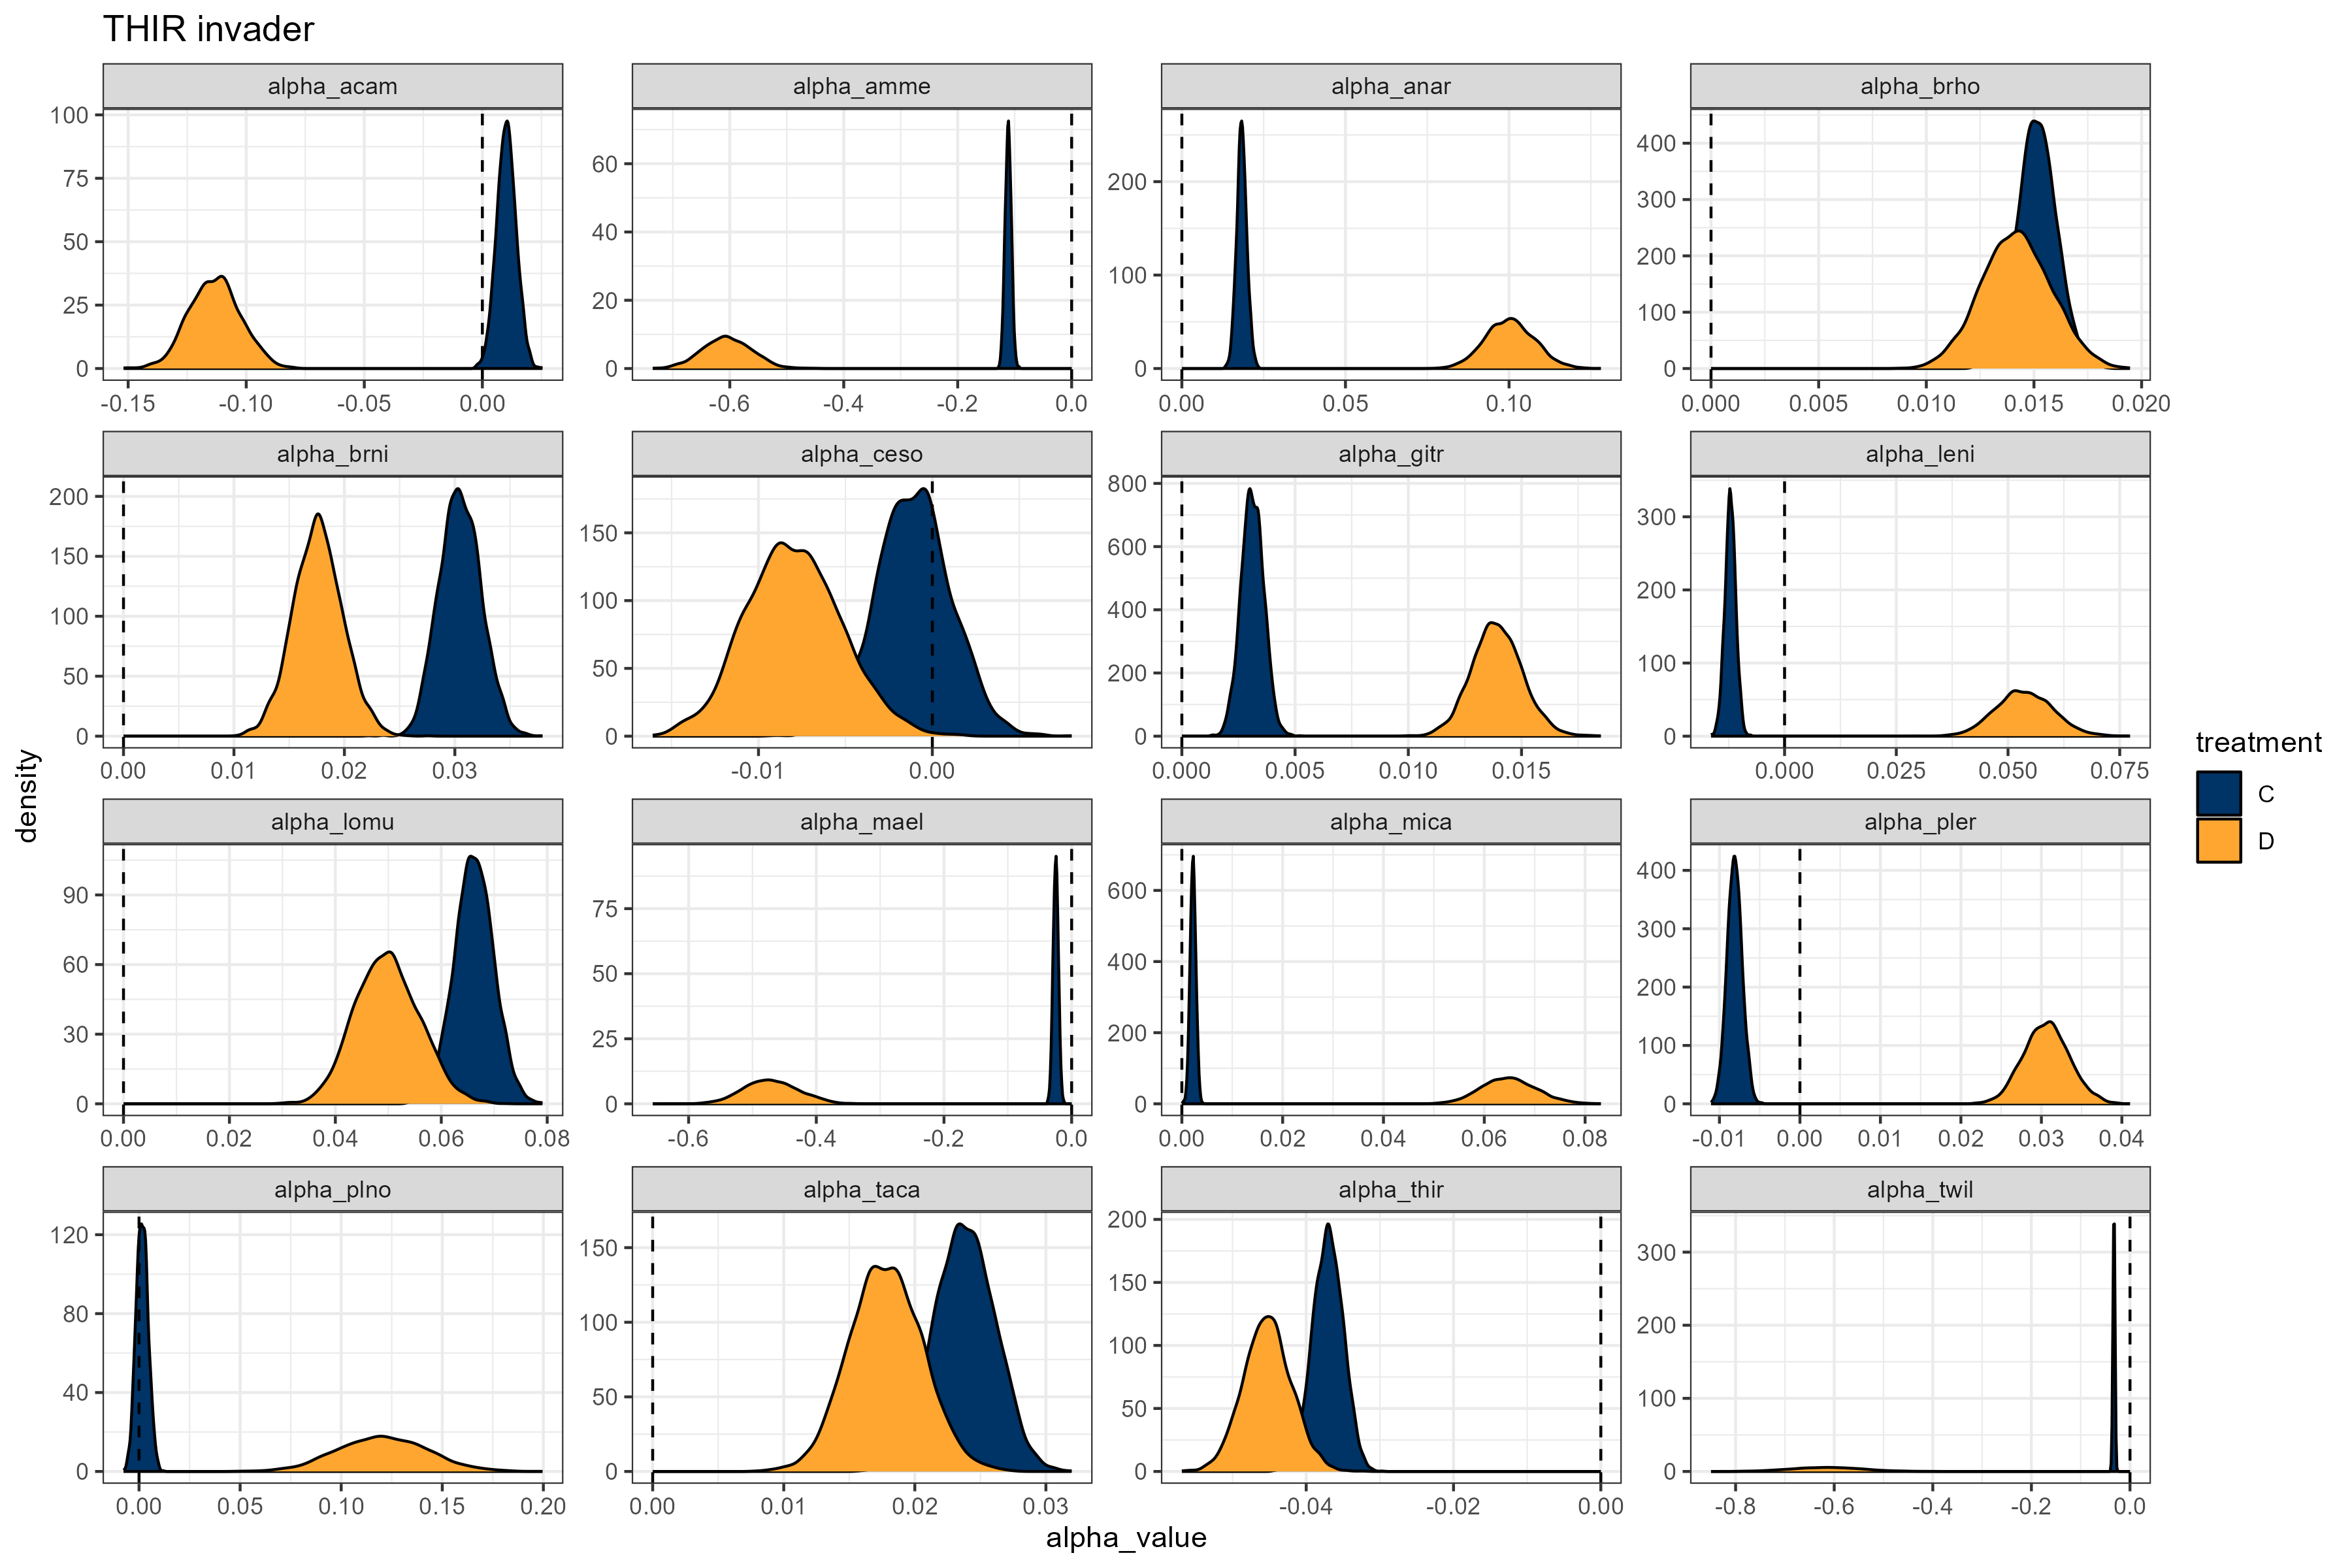 THIR invader
alpha_acam alpha_amme alpha_anar alpha_brho
100 75 50 25 0
60 40 20 0
200 100 0
400 300 200 100 0
-0.15 -0.10 -0.05 0.00
-0.6 -0.4 -0.2 0.0
0.00 0.05 0.10
0.000 0.005 0.010 0.015 0.020
alpha_brni alpha_ceso alpha_gitr alpha_leni
200 150 100 50 0
150 100 50 0
800 600 400 200 0
300 200 100 0
0.00 0.01 0.02 0.03
-0.01 0.00
0.000 0.005 0.010 0.015
0.000 0.025 0.050 0.075
alpha_lomu alpha_mael alpha_mica alpha_pler
90 60 30 0
75 50 25 0
600 400 200 0
400 300 200 100 0
0.00 0.02 0.04 0.06 0.08
-0.6 -0.4 -0.2 0.0
0.00 0.02 0.04 0.06 0.08
-0.01 0.00 0.01 0.02 0.03 0.04
alpha_plno alpha_taca alpha_thir alpha_twil
120 80 40 0
150 100 50 0
200 150 100 50 0
300 200 100 0
0.00 0.05 0.10 0.15 0.20
0.00 0.01 0.02 0.03
-0.04 -0.02 0.00
-0.8 -0.6 -0.4 -0.2 0.0
alpha_value
density
treatment
C
D